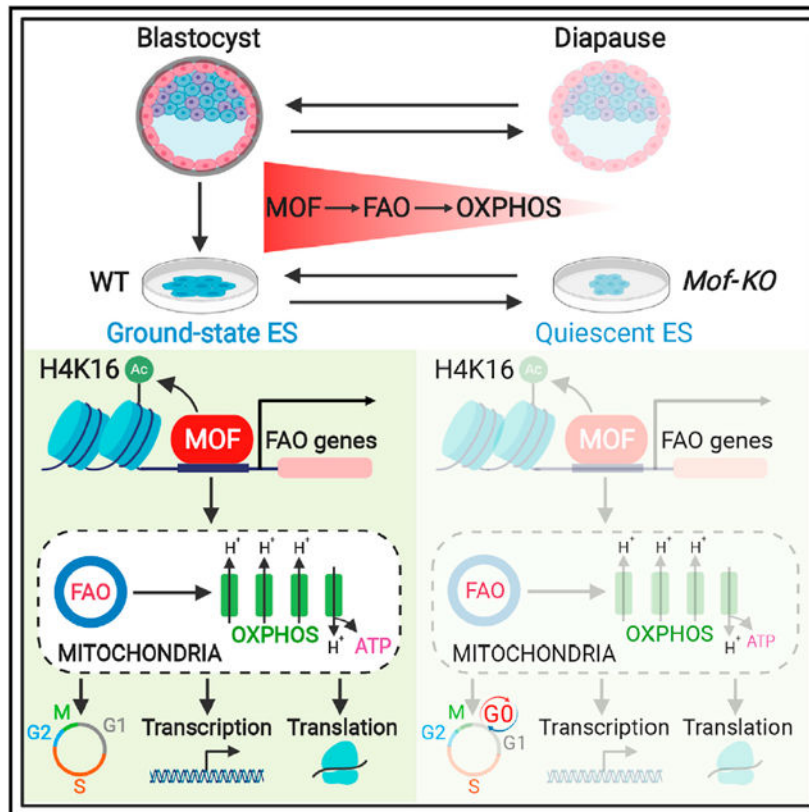 Blastocyst
Diapause
MOF → FAO → OXPHOS
WT
Mof-KO
Ground-state ES
Quiescent ES
H4K16
Ac
MOF
FAO genes
FAO
H+ H+ H+
OXPHOS
H+
ATP
MITOCHONDRIA
M
G2
G1
S
Transcription
Translation
H4K16
Ac
MOF
FAO genes
FAO
H+ H+ H+
OXPHOS
H+
ATP
MITOCHONDRIA
M
G0
G2
G1
S
Transcription
Translation